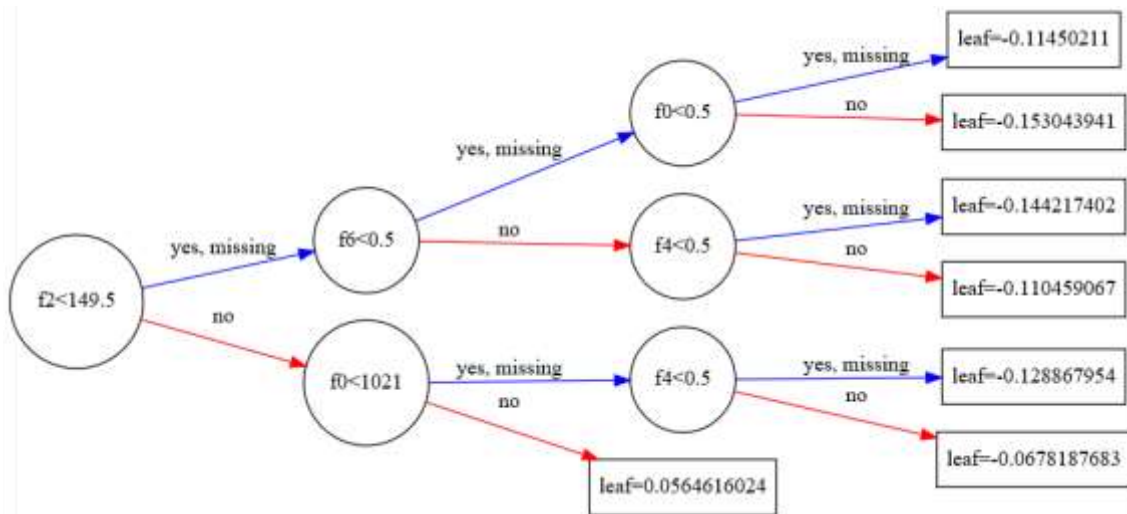 leaf=-0.11450211
yes, missing
f0<0.5
no
leaf=-0.153043941
yes, missing
leaf=-0.144217402
yes, missing
f6<0.5
no
f4<0.5
no
yes, missing
leaf=-0.110459067
f2<149.5
no
f0<1021
yes, missing
f4<0.5
yes, missing
leaf=-0.128867954
no
no
leaf=-0.0678187683
leaf=0.0564616024